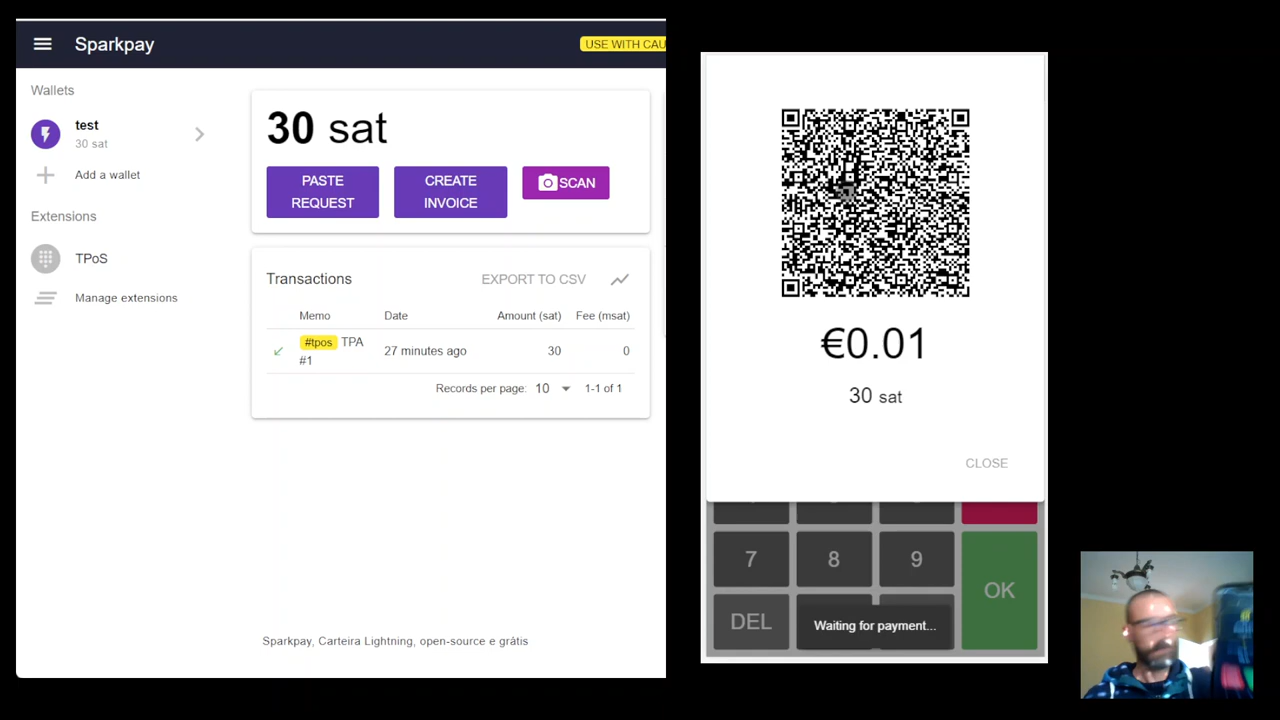 Sparkpay
USE WITH CAU
Wallets
test
30 sat
Add a wallet
Extensions
TPoS
Manage extensions
30 sat
PASTE REQUEST
CREATE INVOICE
SCAN
Transactions
EXPORT TO CSV
Memo Date Amount (sat) Fee (msat)
#tpos TPA #1 27 minutes ago 30 0
Records per page: 10 1-1 of 1
Sparkpay, Carteira Lightning, open-source e grátis
€0.01
30 sat
CLOSE
7 8 9
OK
DEL
Waiting for payment...